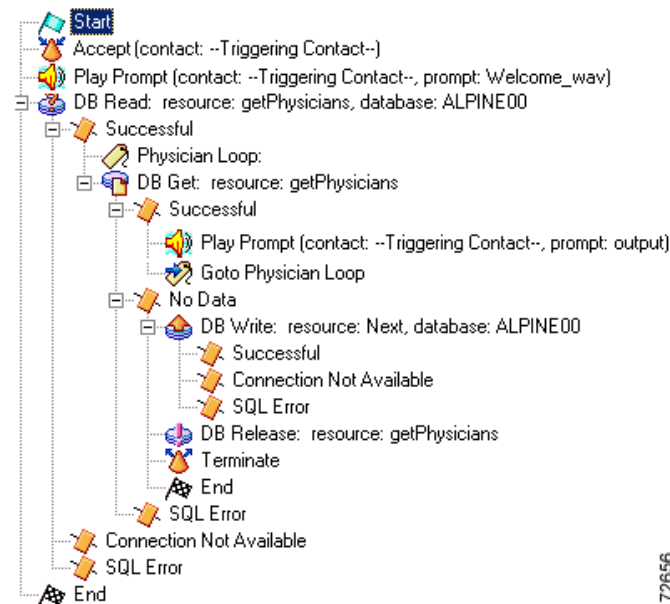 Start
Accept (contact: --Triggering Contact--)
Play Prompt (contact: --Triggering Contact--, prompt: Welcome_wav)
DB Read: resource: getPhysicians, database: ALPINE00
Successful
Physician Loop:
DB Get: resource: getPhysicians
Successful
Play Prompt (contact: --Triggering Contact--, prompt: output)
Goto Physician Loop
No Data
DB Write: resource: Next, database: ALPINE00
Successful
Connection Not Available
SQL Error
DB Release: resource: getPhysicians
Terminate
End
SQL Error
Connection Not Available
SQL Error
End
72656